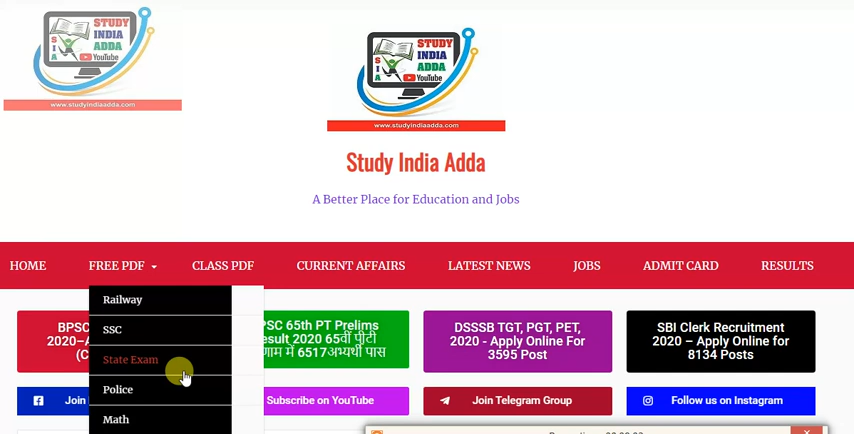 STUDY
INDIA
ADDA
S
I
A
YouTube
www.studyindiaadda.com
STUDY
INDIA
ADDA
S
I
A
YouTube
www.studyindiaadda.com
Study India Adda
A Better Place for Education and Jobs
HOME FREE PDF CLASS PDF CURRENT AFFAIRS LATEST NEWS JOBS ADMIT CARD RESULTS
Railway
SSC
State Exam
Police
Math
BPSC
2020–
(C
PSC 65th PT Prelims
esult 2020 65वीं पीटी
णाम में 6517अभ्यर्थी पास
DSSSB TGT, PGT, PET,
2020 - Apply Online For
3595 Post
SBI Clerk Recruitment
2020 – Apply Online for
8134 Posts
Join
Subscribe on YouTube
Join Telegram Group
Follow us on Instagram